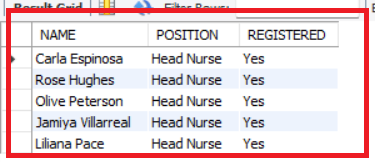 Result Grid Filter Rows:
NAME POSITION REGISTERED
Carla Espinosa Head Nurse Yes
Rose Hughes Head Nurse Yes
Olive Peterson Head Nurse Yes
Jamiya Villarreal Head Nurse Yes
Liliana Pace Head Nurse Yes